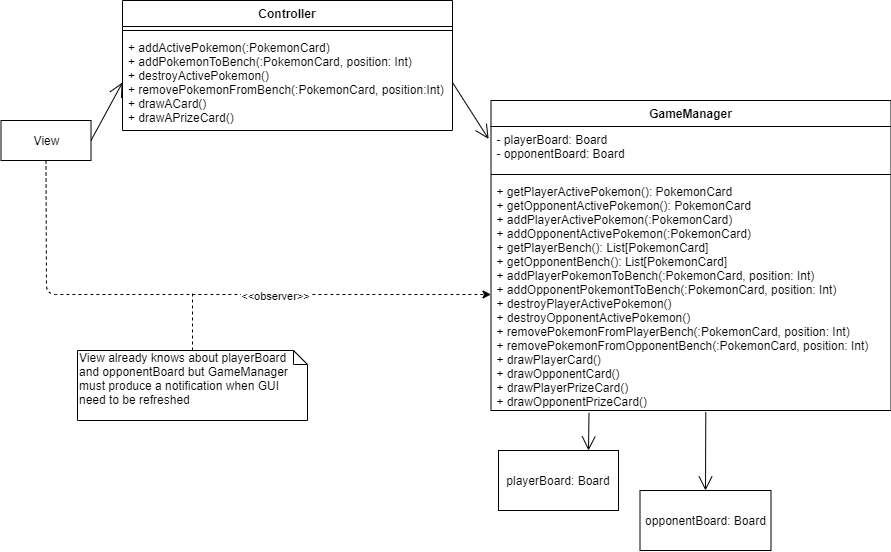 Controller
+ addActivePokemon(:PokemonCard)
+ addPokemonToBench(:PokemonCard, position: Int)
+ destroyActivePokemon()
+ removePokemonFromBench(:PokemonCard, position:Int)
+ drawACard()
+ drawAPrizeCard()
View
GameManager
- playerBoard: Board
- opponentBoard: Board
+ getPlayerActivePokemon(): PokemonCard
+ getOpponentActivePokemon(): PokemonCard
+ addPlayerActivePokemon(:PokemonCard)
+ addOpponentActivePokemon(:PokemonCard)
+ getPlayerBench(): List[PokemonCard]
+ getOpponentBench(): List[PokemonCard]
+ addPlayerPokemonToBench(:PokemonCard, position: Int)
+ addOpponentPokemontToBench(:PokemonCard, position: Int)
+ destroyPlayerActivePokemon()
+ destroyOpponentActivePokemon()
+ removePokemonFromPlayerBench(:PokemonCard, position: Int)
+ removePokemonFromOpponentBench(:PokemonCard, position: Int)
+ drawPlayerCard()
+ drawOpponentCard()
+ drawPlayerPrizeCard()
+ drawOpponentPrizeCard()
<<observer>>
View already knows about playerBoard
and opponentBoard but GameManager
must produce a notification when GUI
need to be refreshed
playerBoard: Board
opponentBoard: Board